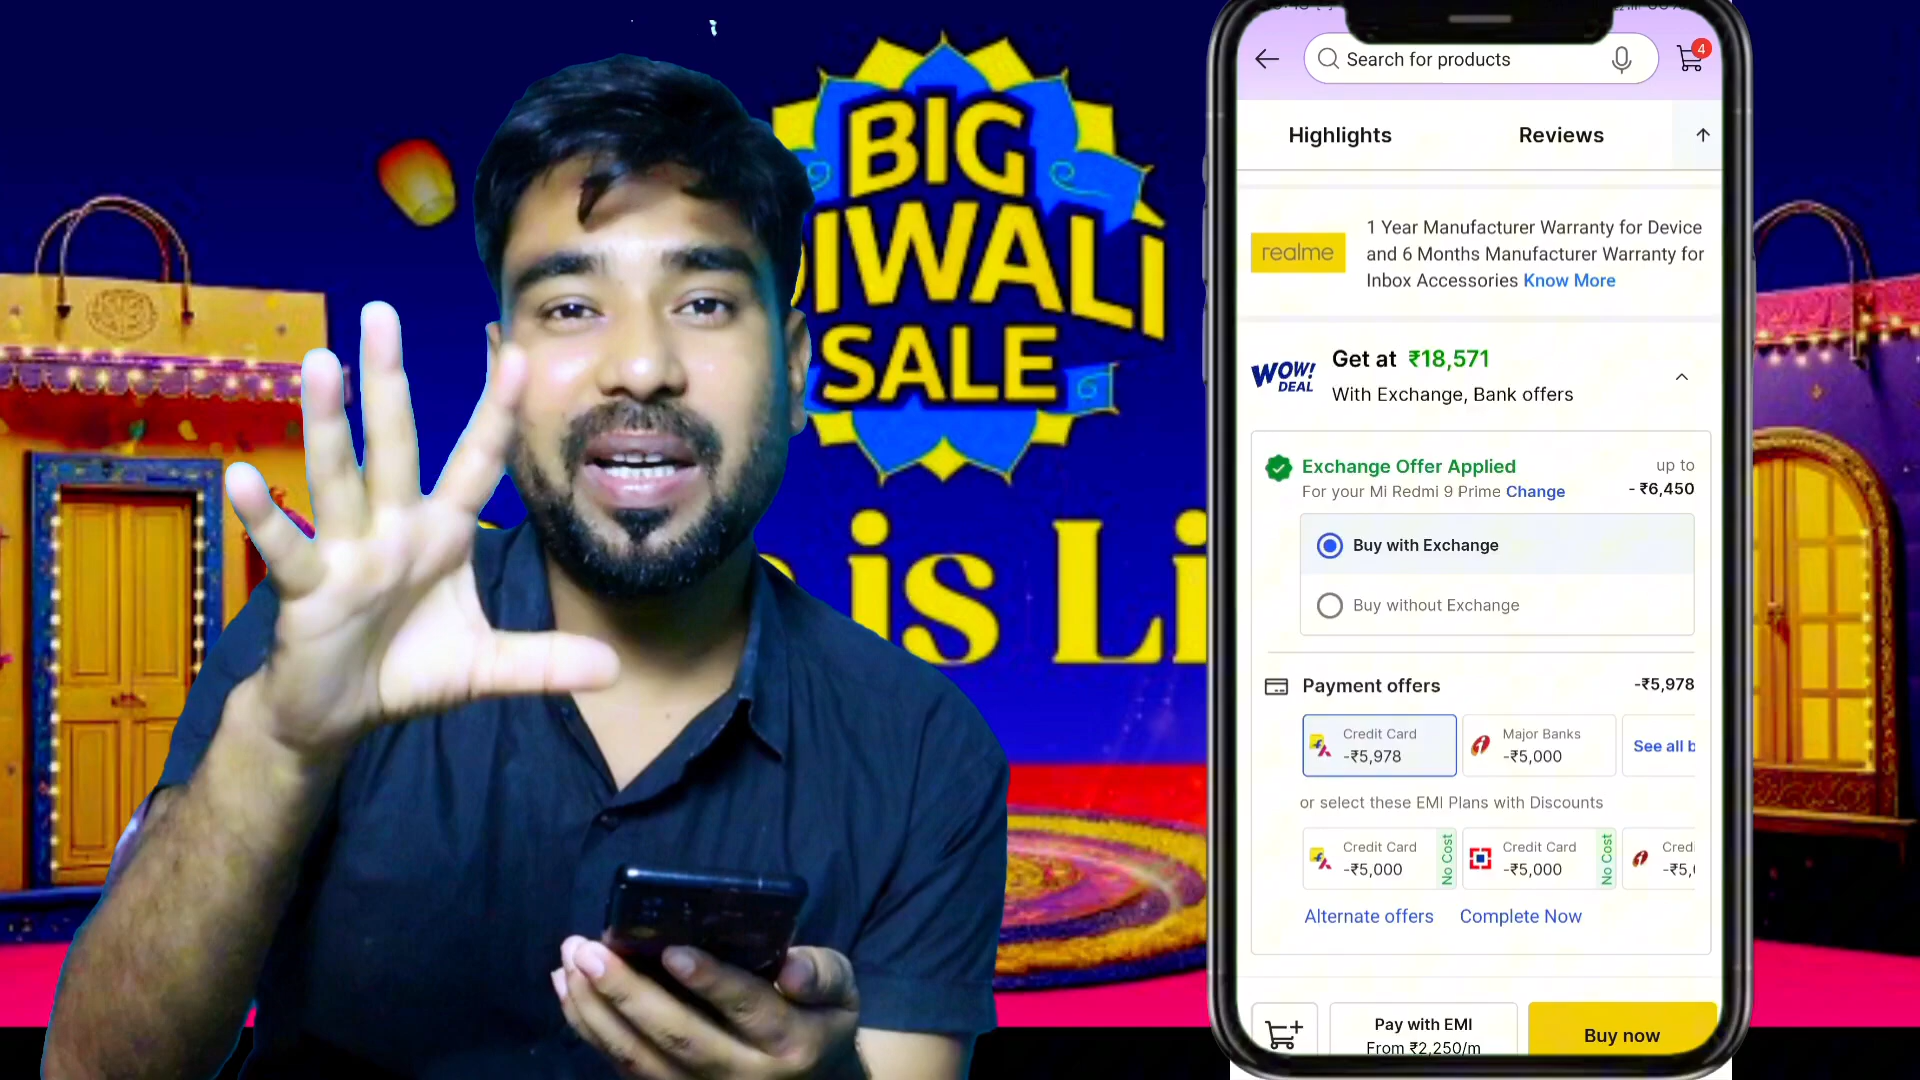 BIG
DIWALI
SALE
is Li
Search for products
4
Highlights
Reviews
realme
1 Year Manufacturer Warranty for Device
and 6 Months Manufacturer Warranty for
Inbox Accessories Know More
WOW!
DEAL
Get at ₹18,571
With Exchange, Bank offers
Exchange Offer Applied
up to
For your Mi Redmi 9 Prime Change
- ₹6,450
Buy with Exchange
Buy without Exchange
Payment offers
-₹5,978
Credit Card
-₹5,978
Major Banks
-₹5,000
See all b
or select these EMI Plans with Discounts
Credit Card
-₹5,000
No Cost
Credit Card
-₹5,000
No Cost
Credi
-₹5,0
Alternate offers
Complete Now
Pay with EMI
From ₹2,250/m
Buy now